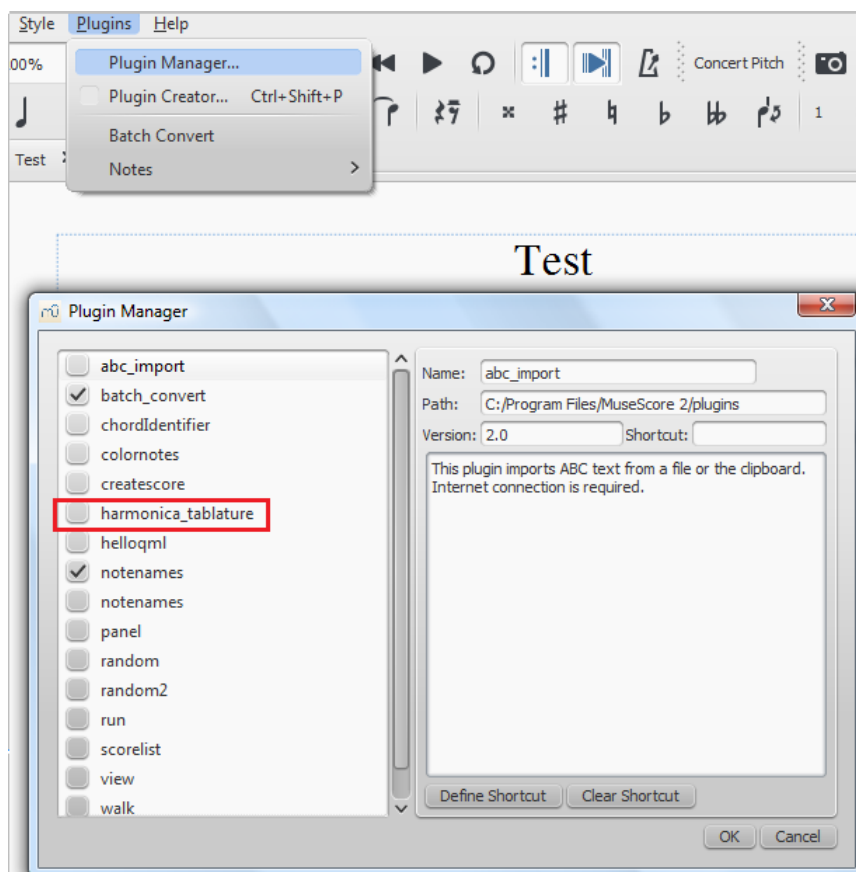 Style Plugins Help
00%
Plugin Manager...
Concert Pitch
Plugin Creator... Ctrl+Shift+P
1
Batch Convert
Test
Notes
Test
Plugin Manager
abc_import
batch_convert
chordIdentifier
colornotes
createscore
harmonica_tablature
helloqml
notenames
notenames
panel
random
random2
run
scorelist
view
walk
Name: abc_import
Path: C:/Program Files/MuseScore 2/plugins
Version: 2.0 Shortcut:
This plugin imports ABC text from a file or the clipboard.
Internet connection is required.
Define Shortcut Clear Shortcut
OK Cancel